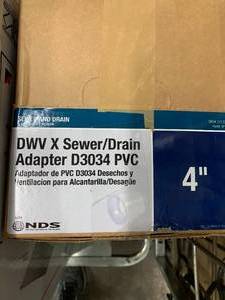 SEWER AND DRAIN
DWV X Sewer/Drain
Adapter D3034 PVC
Adaptador de PVC D3034 Desechos y
Ventilacion para Alcantarilla/Desagüe
4"
NDS